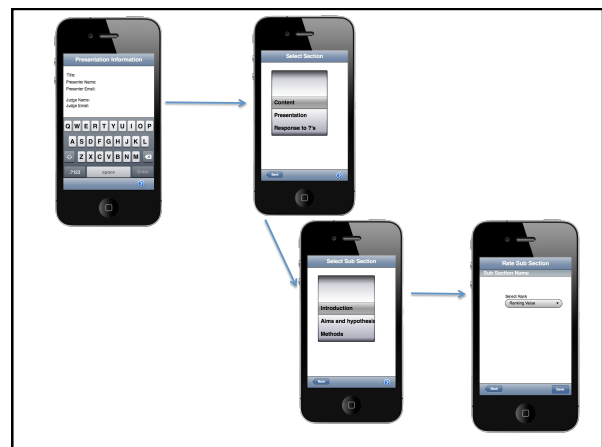 Presentation Information
Title:
Presenter Name:
Presenter Email:
Judge Name:
Judge Email:
Q W E R T Y U I O P
A S D F G H J K L
Z X C V B N M
.?123 space Enter
Select Section
Content
Presentation
Response to ?'s
Back
Select Sub Section
Introduction
Aims and hypothesis
Methods
Back
Rate Sub Section
Sub Section Name
Select Rank
Ranking Value
Back Save